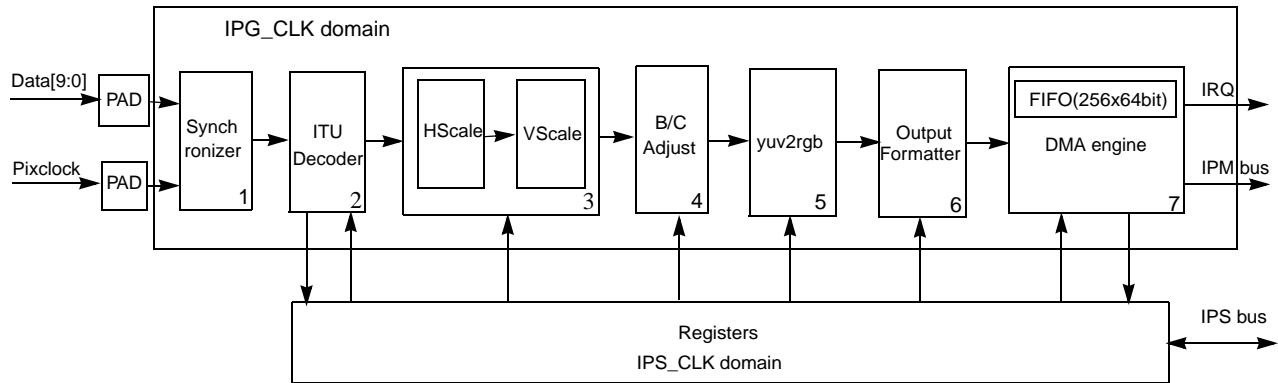 IPG_CLK domain
Data[9:0]
PAD
Pixclock
PAD
Synch
ronizer
1
ITU
Decoder
2
HScale
VScale
3
B/C
Adjust
4
yuv2rgb
5
Output
Formatter
6
FIFO(256x64bit)
DMA engine
7
IRQ
IPM bus
Registers
IPS_CLK domain
IPS bus